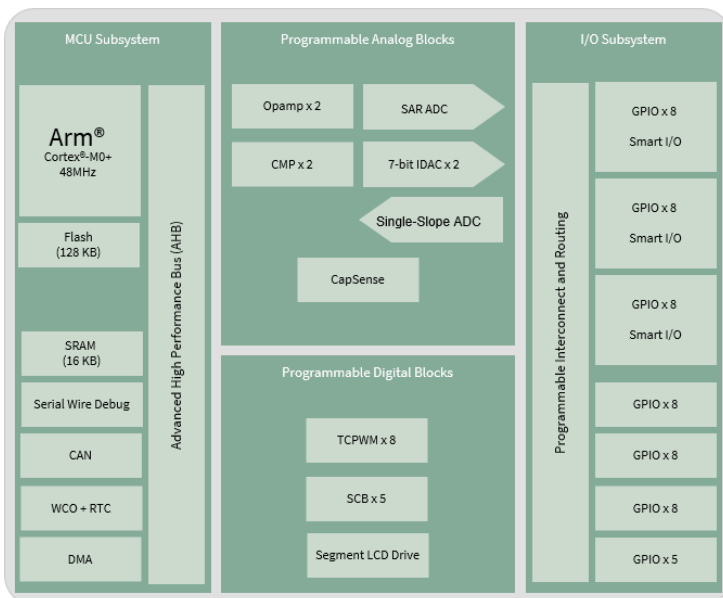 MCU Subsystem
Arm®
Cortex®-M0+
48MHz
Flash
(128 KB)
SRAM
(16 KB)
Serial Wire Debug
CAN
WCO + RTC
DMA
Advanced High Performance Bus (AHB)
Programmable Analog Blocks
Opamp x 2
SAR ADC
CMP x 2
7-bit IDAC x 2
Single-Slope ADC
CapSense
Programmable Digital Blocks
TCPWM x 8
SCB x 5
Segment LCD Drive
I/O Subsystem
Programmable Interconnect and Routing
GPIO x 8
Smart I/O
GPIO x 8
Smart I/O
GPIO x 8
Smart I/O
GPIO x 8
GPIO x 8
GPIO x 8
GPIO x 5